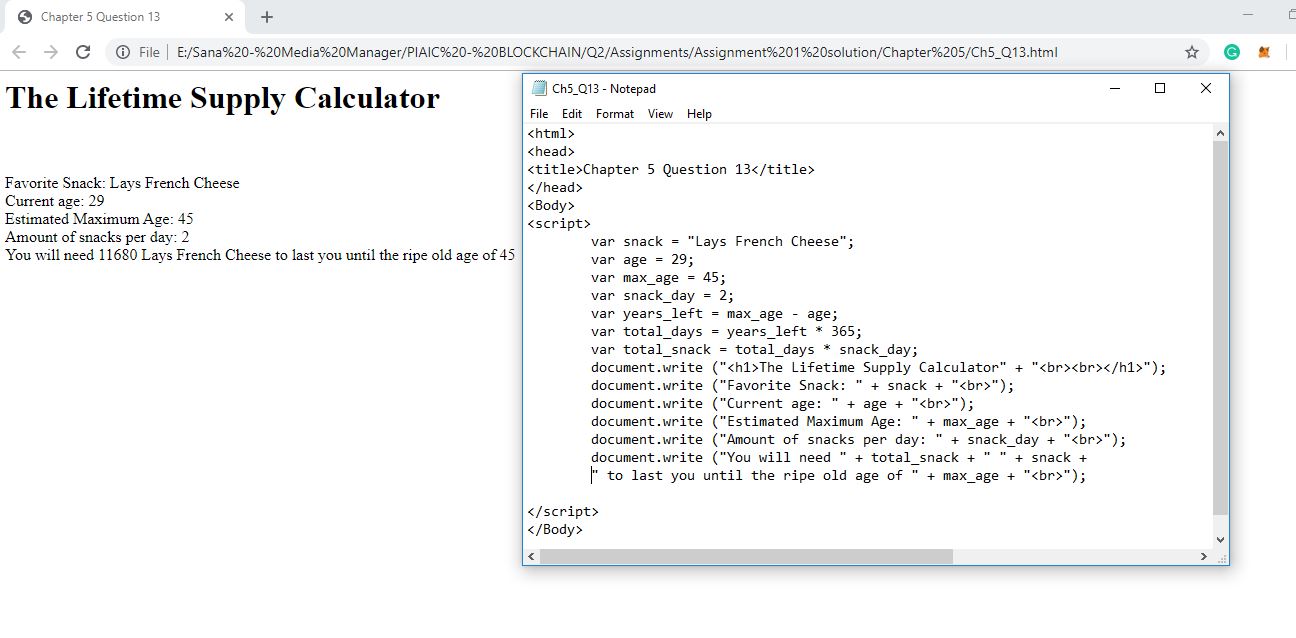 Chapter 5 Question 13
File E:/Sana%20-%20Media%20Manager/PIAIC%20-%20BLOCKCHAIN/Q2/Assignments/Assignment%201%20solution/Chapter%205/Ch5_Q13.html
The Lifetime Supply Calculator
Favorite Snack: Lays French Cheese
Current age: 29
Estimated Maximum Age: 45
Amount of snacks per day: 2
You will need 11680 Lays French Cheese to last you until the ripe old age of 45
Ch5_Q13 - Notepad
File Edit Format View Help
<html>
<head>
<title>Chapter 5 Question 13</title>
</head>
<Body>
<script>
var snack = "Lays French Cheese";
var age = 29;
var max_age = 45;
var snack_day = 2;
var years_left = max_age - age;
var total_days = years_left * 365;
var total_snack = total_days * snack_day;
document.write ("<h1>The Lifetime Supply Calculator" + "<br><br></h1>");
document.write ("Favorite Snack: " + snack + "<br>");
document.write ("Current age: " + age + "<br>");
document.write ("Estimated Maximum Age: " + max_age + "<br>");
document.write ("Amount of snacks per day: " + snack_day + "<br>");
document.write ("You will need " + total_snack + " " + snack +
" to last you until the ripe old age of " + max_age + "<br>");
</script>
</Body>